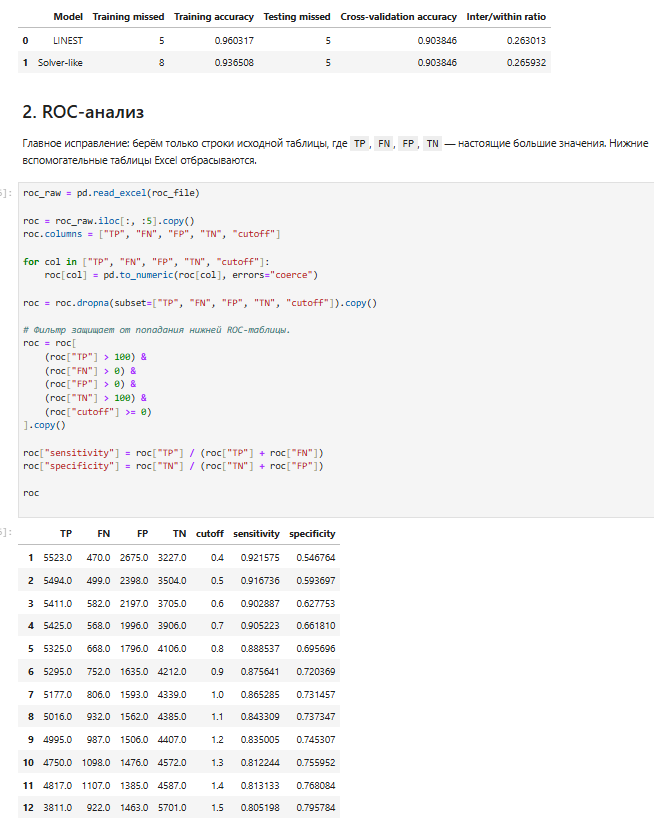 Model Training missed Training accuracy Testing missed Cross-validation accuracy Inter/within ratio
0 LINEST 5 0.960317 5 0.903846 0.263013
1 Solver-like 8 0.936508 5 0.903846 0.265932
2. ROC-анализ
Главное исправление: берём только строки исходной таблицы, где TP, FN, FP, TN — настоящие большие значения. Нижние
вспомогательные таблицы Excel отбрасываются.
]:
roc_raw = pd.read_excel(roc_file)
roc = roc_raw.iloc[:, :5].copy()
roc.columns = ["TP", "FN", "FP", "TN", "cutoff"]
for col in ["TP", "FN", "FP", "TN", "cutoff"]:
roc[col] = pd.to_numeric(roc[col], errors="coerce")
roc = roc.dropna(subset=["TP", "FN", "FP", "TN", "cutoff"]).copy()
# Фильтр защищает от попадания нижней ROC-таблицы.
roc = roc[
(roc["TP"] > 100) &
(roc["FN"] > 0) &
(roc["FP"] > 0) &
(roc["TN"] > 100) &
(roc["cutoff"] >= 0)
].copy()
roc["sensitivity"] = roc["TP"] / (roc["TP"] + roc["FN"])
roc["specificity"] = roc["TN"] / (roc["TN"] + roc["FP"])
roc
]:
TP FN FP TN cutoff sensitivity specificity
1 5523.0 470.0 2675.0 3227.0 0.4 0.921575 0.546764
2 5494.0 499.0 2398.0 3504.0 0.5 0.916736 0.593697
3 5411.0 582.0 2197.0 3705.0 0.6 0.902887 0.627753
4 5425.0 568.0 1996.0 3906.0 0.7 0.905223 0.661810
5 5325.0 668.0 1796.0 4106.0 0.8 0.888537 0.695696
6 5295.0 752.0 1635.0 4212.0 0.9 0.875641 0.720369
7 5177.0 806.0 1593.0 4339.0 1.0 0.865285 0.731457
8 5016.0 932.0 1562.0 4385.0 1.1 0.843309 0.737347
9 4995.0 987.0 1506.0 4407.0 1.2 0.835005 0.745307
10 4750.0 1098.0 1476.0 4572.0 1.3 0.812244 0.755952
11 4817.0 1107.0 1385.0 4587.0 1.4 0.813133 0.768084
12 3811.0 922.0 1463.0 5701.0 1.5 0.805198 0.795784